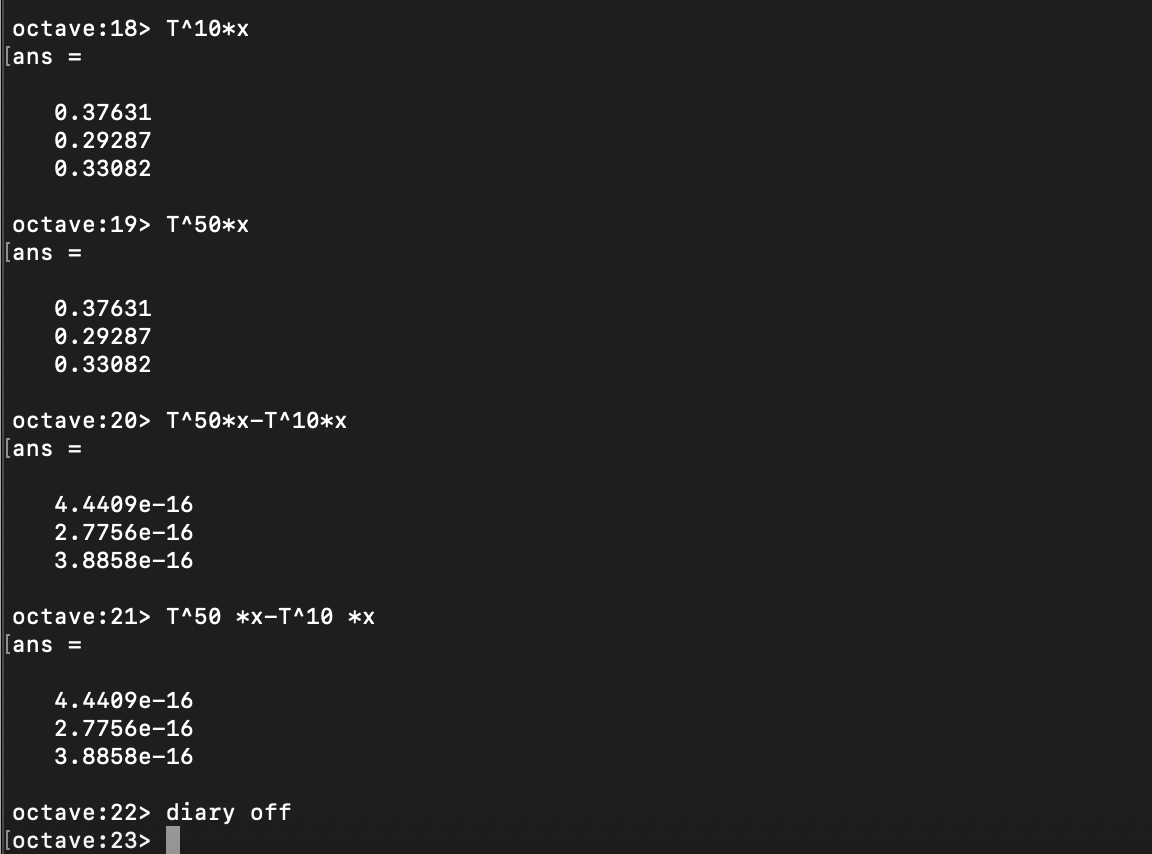 octave:18> T^10*x
[ans =
0.37631
0.29287
0.33082
octave:19> T^50*x
[ans =
0.37631
0.29287
0.33082
octave:20> T^50*x-T^10*x
[ans =
4.4409e-16
2.7756e-16
3.8858e-16
octave:21> T^50 *x-T^10 *x
[ans =
4.4409e-16
2.7756e-16
3.8858e-16
octave:22> diary off
[octave:23>